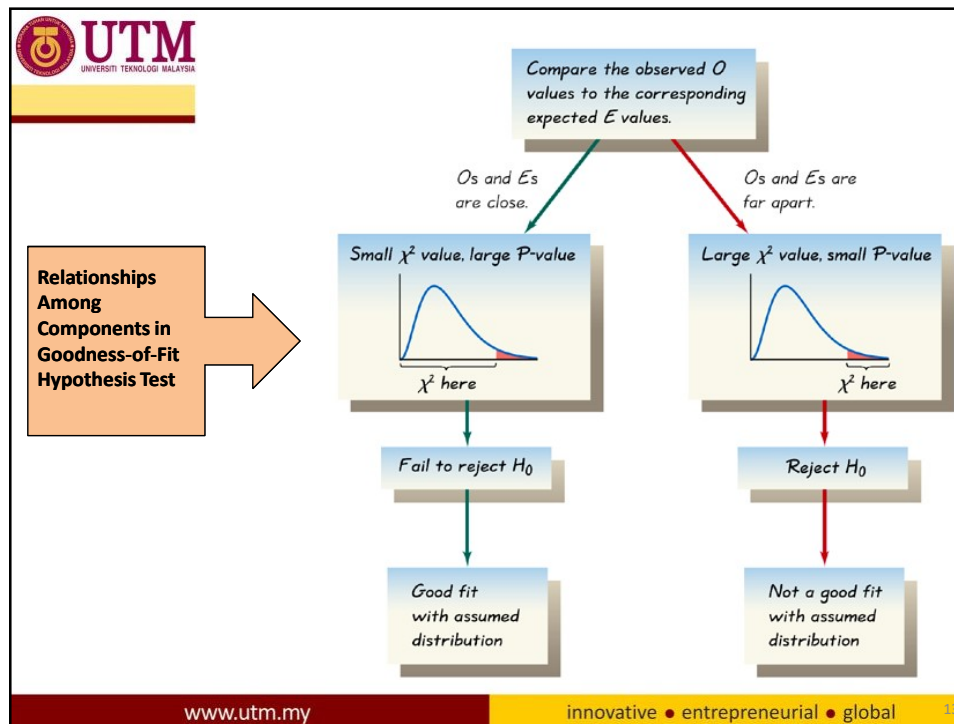 UTM
UNIVERSITI TEKNOLOGI MALAYSIA
Compare the observed O
values to the corresponding
expected E values.
Os and Es
are close.
Os and Es are
far apart.
Relationships
Among
Components in
Goodness-of-Fit
Hypothesis Test
Small χ² value, large P-value
χ² here
Large χ² value, small P-value
χ² here
Fail to reject H₀
Reject H₀
Good fit
with assumed
distribution
Not a good fit
with assumed
distribution
www.utm.my
innovative ● entrepreneurial ● global